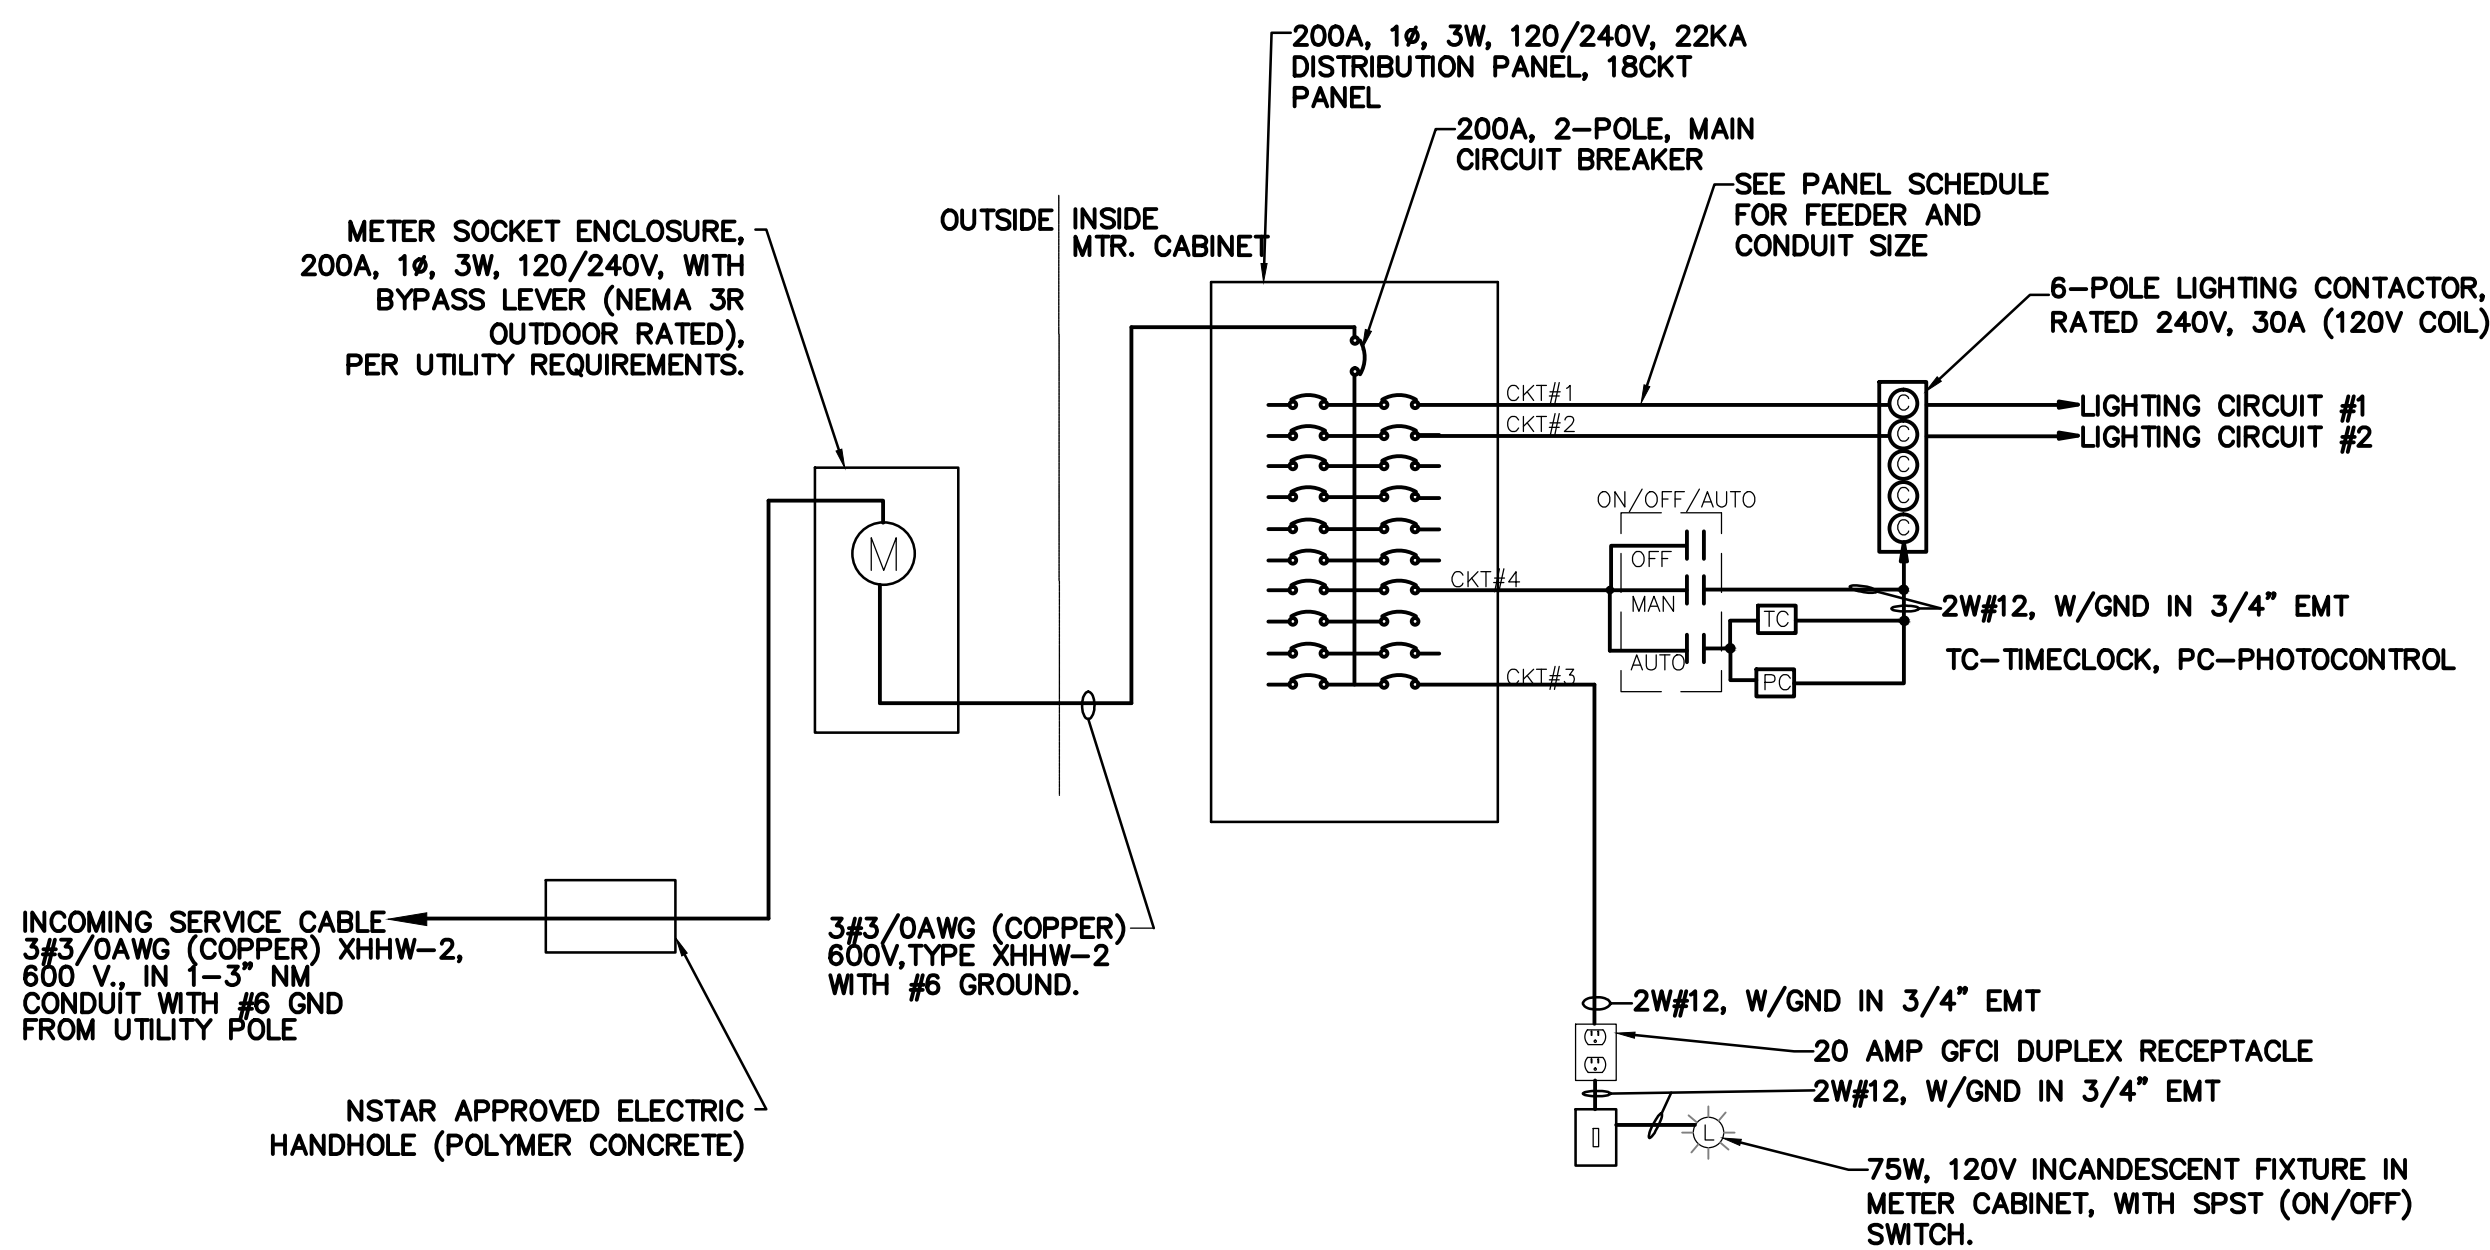 200A, 1ø, 3W, 120/240V, 22KA
DISTRIBUTION PANEL, 18CKT
PANEL
200A, 2-POLE, MAIN
CIRCUIT BREAKER
SEE PANEL SCHEDULE
FOR FEEDER AND
CONDUIT SIZE
OUTSIDE
INSIDE
MTR. CABINET
METER SOCKET ENCLOSURE,
200A, 1ø, 3W, 120/240V, WITH
BYPASS LEVER (NEMA 3R
OUTDOOR RATED),
PER UTILITY REQUIREMENTS.
6-POLE LIGHTING CONTACTOR,
RATED 240V, 30A (120V COIL)
CKT#1
CKT#2
C
C
C
C
C
LIGHTING CIRCUIT #1
LIGHTING CIRCUIT #2
M
ON/OFF/AUTO
OFF
CKT#4
MAN
AUTO
TC
PC
CKT#3
2W#12, W/GND IN 3/4" EMT
TC-TIMECLOCK, PC-PHOTOCONTROL
INCOMING SERVICE CABLE
3#3/0AWG (COPPER) XHHW-2,
600 V., IN 1-3" NM
CONDUIT WITH #6 GND
FROM UTILITY POLE
3#3/0AWG (COPPER)
600V,TYPE XHHW-2
WITH #6 GROUND.
NSTAR APPROVED ELECTRIC
HANDHOLE (POLYMER CONCRETE)
2W#12, W/GND IN 3/4" EMT
20 AMP GFCI DUPLEX RECEPTACLE
2W#12, W/GND IN 3/4" EMT
L
75W, 120V INCANDESCENT FIXTURE IN
METER CABINET, WITH SPST (ON/OFF)
SWITCH.